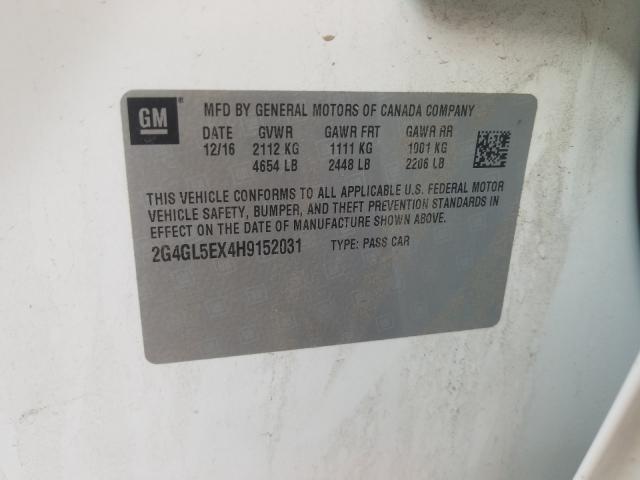 GM
MFD BY GENERAL MOTORS OF CANADA COMPANY
DATE GVWR GAWR FRT GAWR RR
12/16 2112 KG 1111 KG 1001 KG
4654 LB 2448 LB 2206 LB
THIS VEHICLE CONFORMS TO ALL APPLICABLE U.S. FEDERAL MOTOR
VEHICLE SAFETY, BUMPER, AND THEFT PREVENTION STANDARDS IN
EFFECT ON THE DATE OF MANUFACTURE SHOWN ABOVE.
2G4GL5EX4H9152031 TYPE: PASS CAR